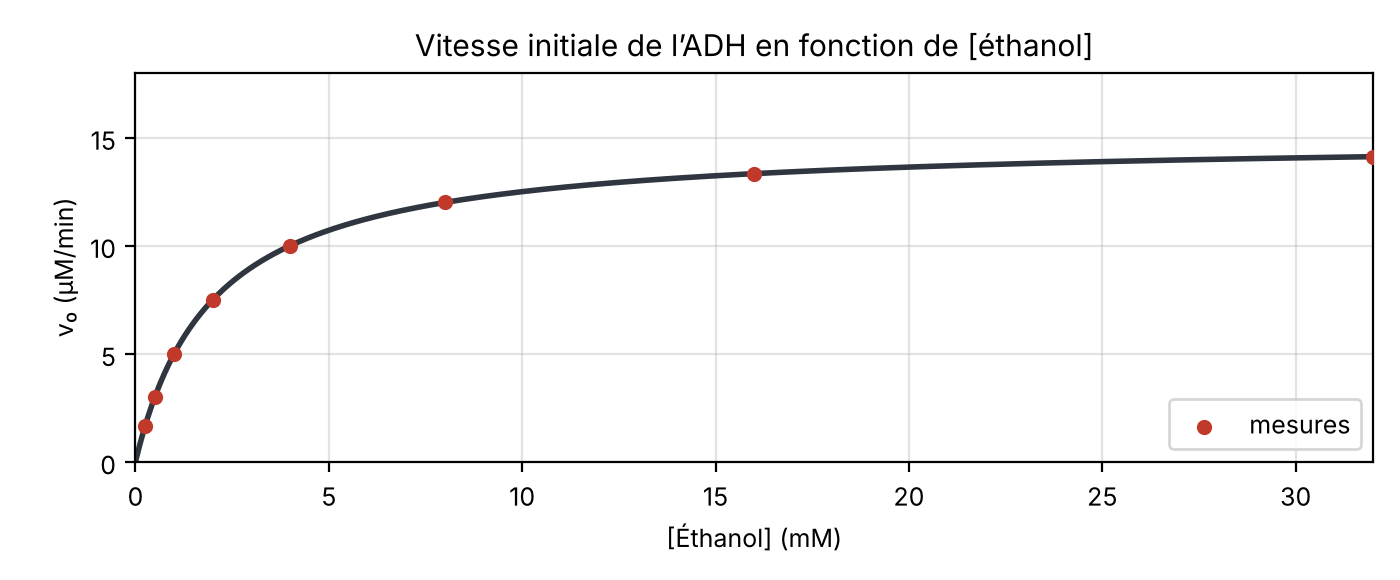 Vitesse initiale de l’ADH en fonction de [éthanol]
15
10
5
0
v₀ (µM/min)
mesures
0 5 10 15 20 25 30
[Éthanol] (mM)